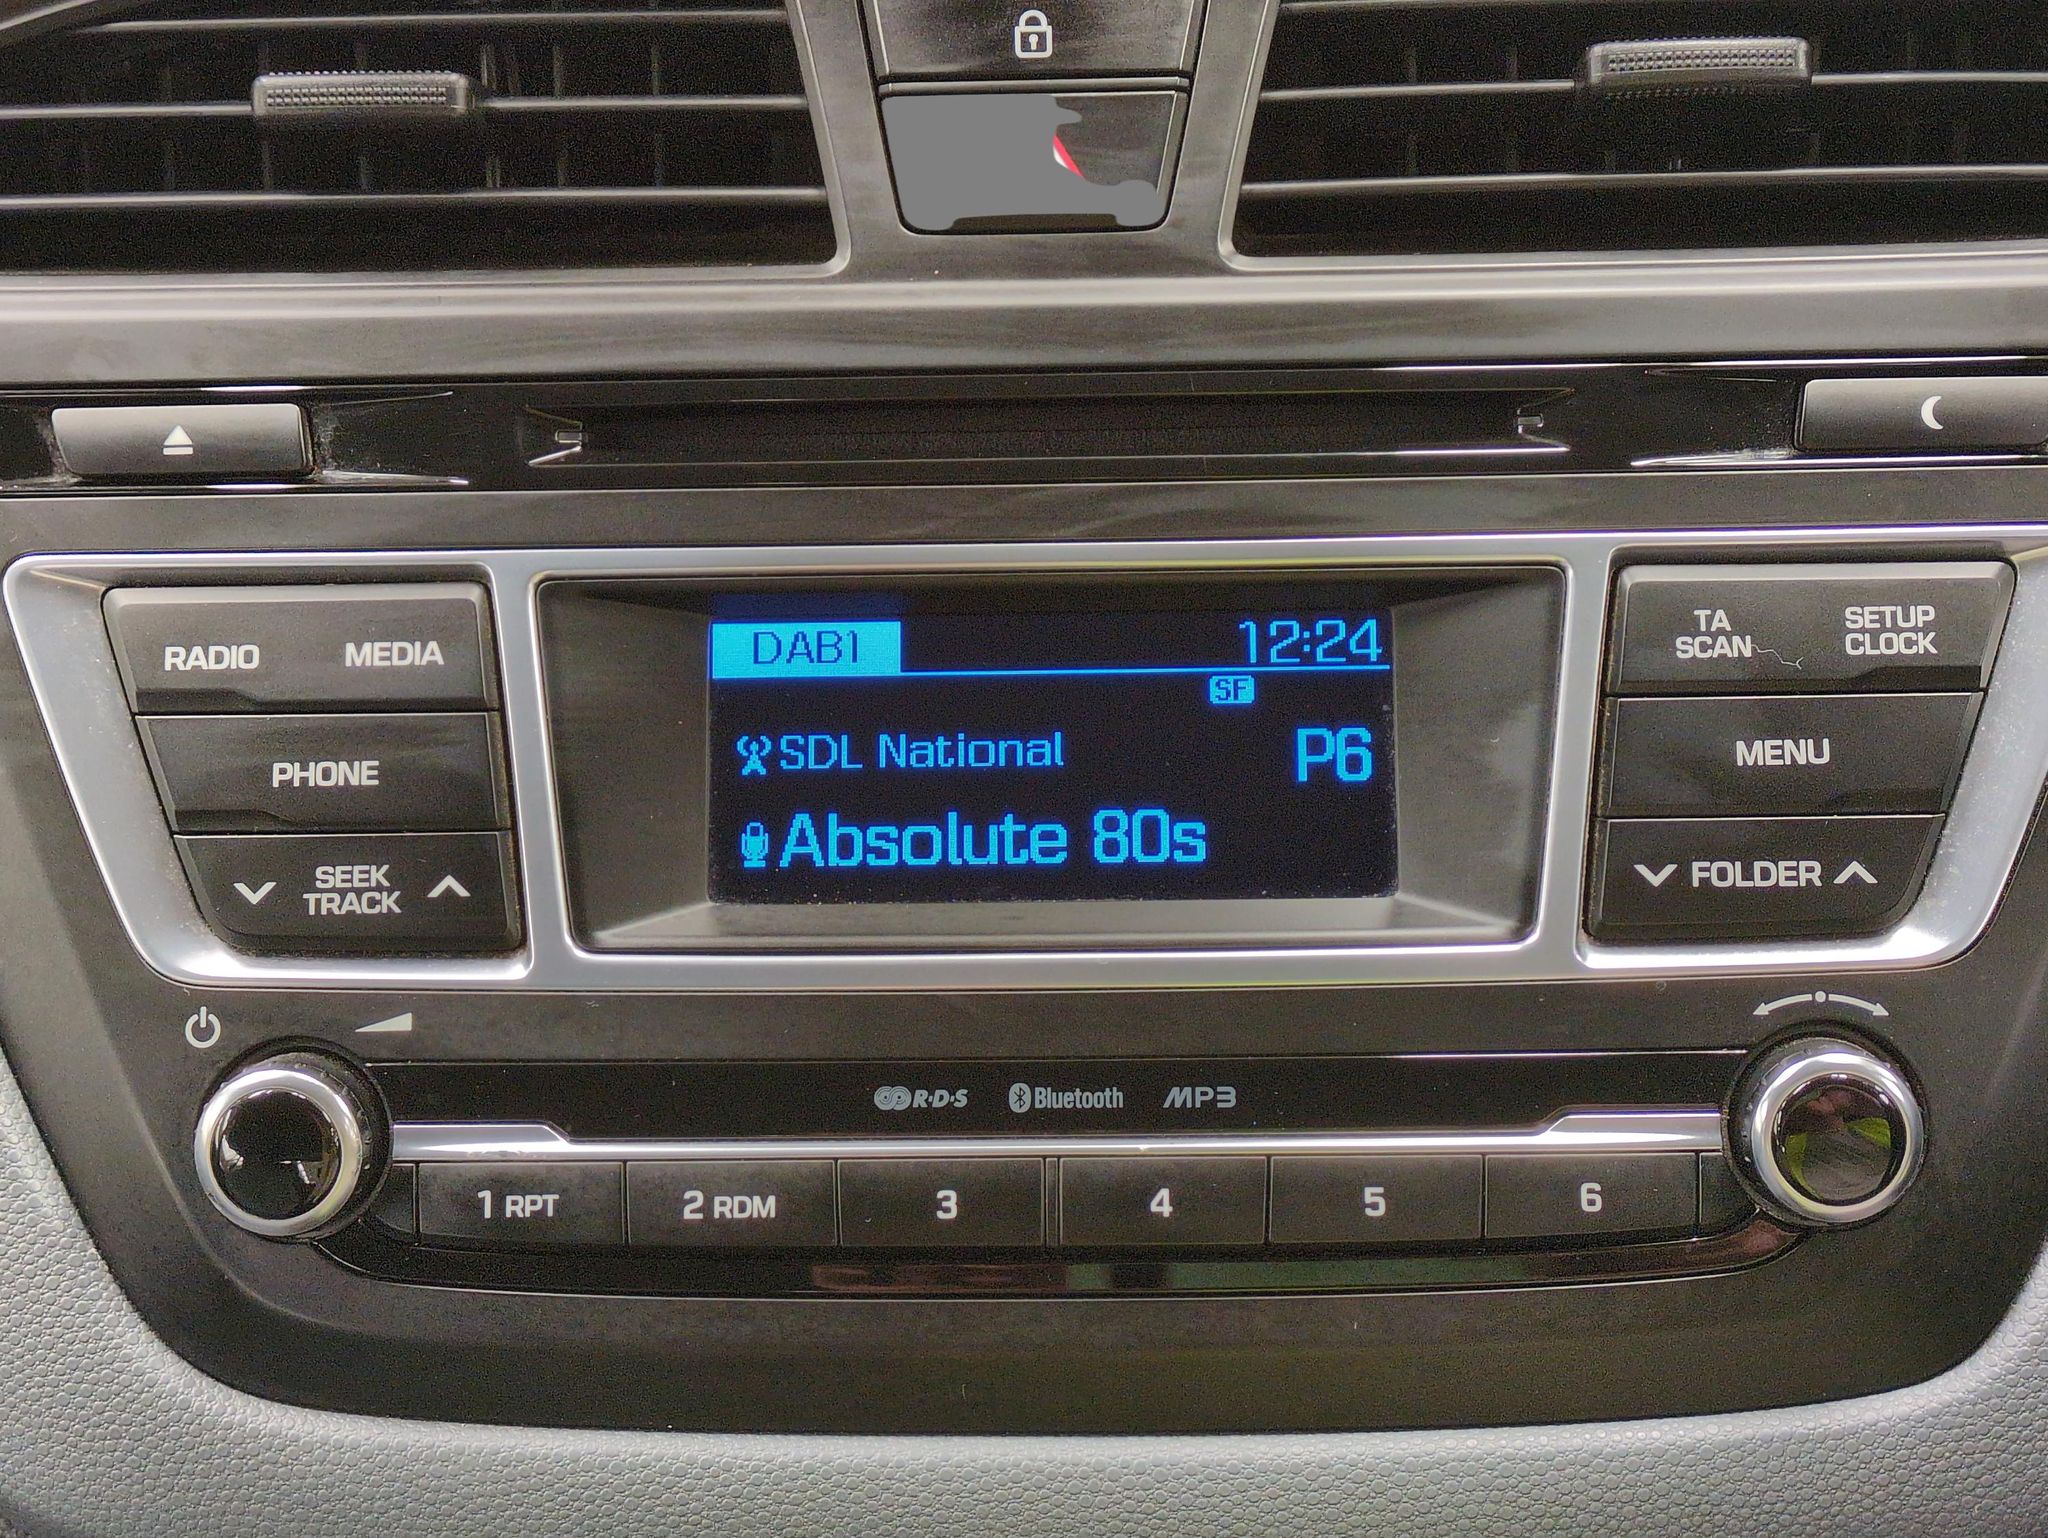 DAB1 12:24
SF
SDL National P6
Absolute 80s
RADIO MEDIA
PHONE
SEEK
TRACK
TA
SCAN
SETUP
CLOCK
MENU
FOLDER
R·D·S Bluetooth MP3
1 RPT 2 RDM 3 4 5 6